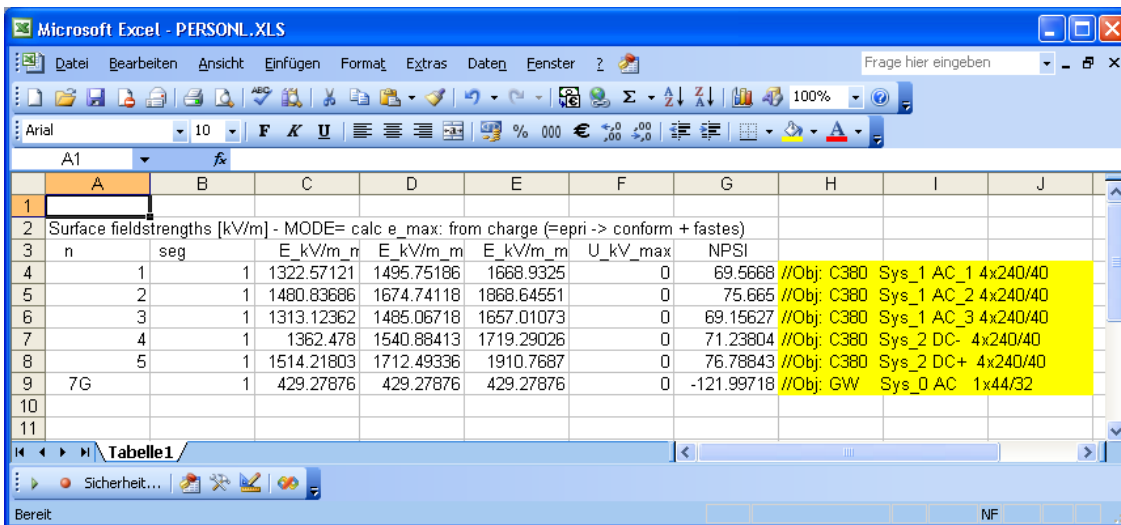 Microsoft Excel - PERSONL.XLS
Datei Bearbeiten Ansicht Einfügen Format Extras Daten Fenster ? Frage hier eingeben
ABC Σ 100%
Arial 10 F K U % 000 € A
A1 fx
A B C D E F G H I J
1
2 Surface fieldstrengths [kV/m] - MODE= calc e_max: from charge (=epri -> conform + fastes)
3 n seg E_kV/m_m E_kV/m_m E_kV/m_m U_kV_max NPSI
4 1 1 1322.57121 1495.75186 1668.9325 0 69.5668 //Obj: C380 Sys_1 AC_1 4x240/40
5 2 1 1480.83686 1674.74118 1868.64551 0 75.665 //Obj: C380 Sys_1 AC_2 4x240/40
6 3 1 1313.12362 1485.06718 1657.01073 0 69.15627 //Obj: C380 Sys_1 AC_3 4x240/40
7 4 1 1362.478 1540.88413 1719.29026 0 71.23804 //Obj: C380 Sys_2 DC- 4x240/40
8 5 1 1514.21803 1712.49336 1910.7687 0 76.78843 //Obj: C380 Sys_2 DC+ 4x240/40
9 7G 1 429.27876 429.27876 429.27876 0 -121.99718 //Obj: GW Sys_0 AC 1x44/32
10
11
Tabelle1
Sicherheit...
Bereit NF